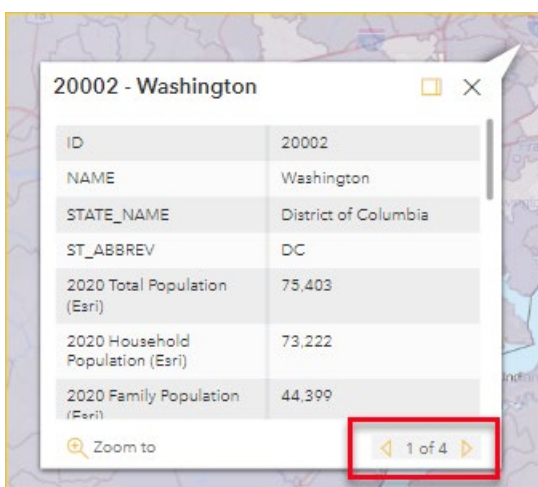 20002 - Washington
ID 20002
NAME Washington
STATE_NAME District of Columbia
ST_ABBREV DC
2020 Total Population 75,403
(Esri)
2020 Household 73,222
Population (Esri)
2020 Family Population 44,399
(Esri)
Zoom to 1 of 4